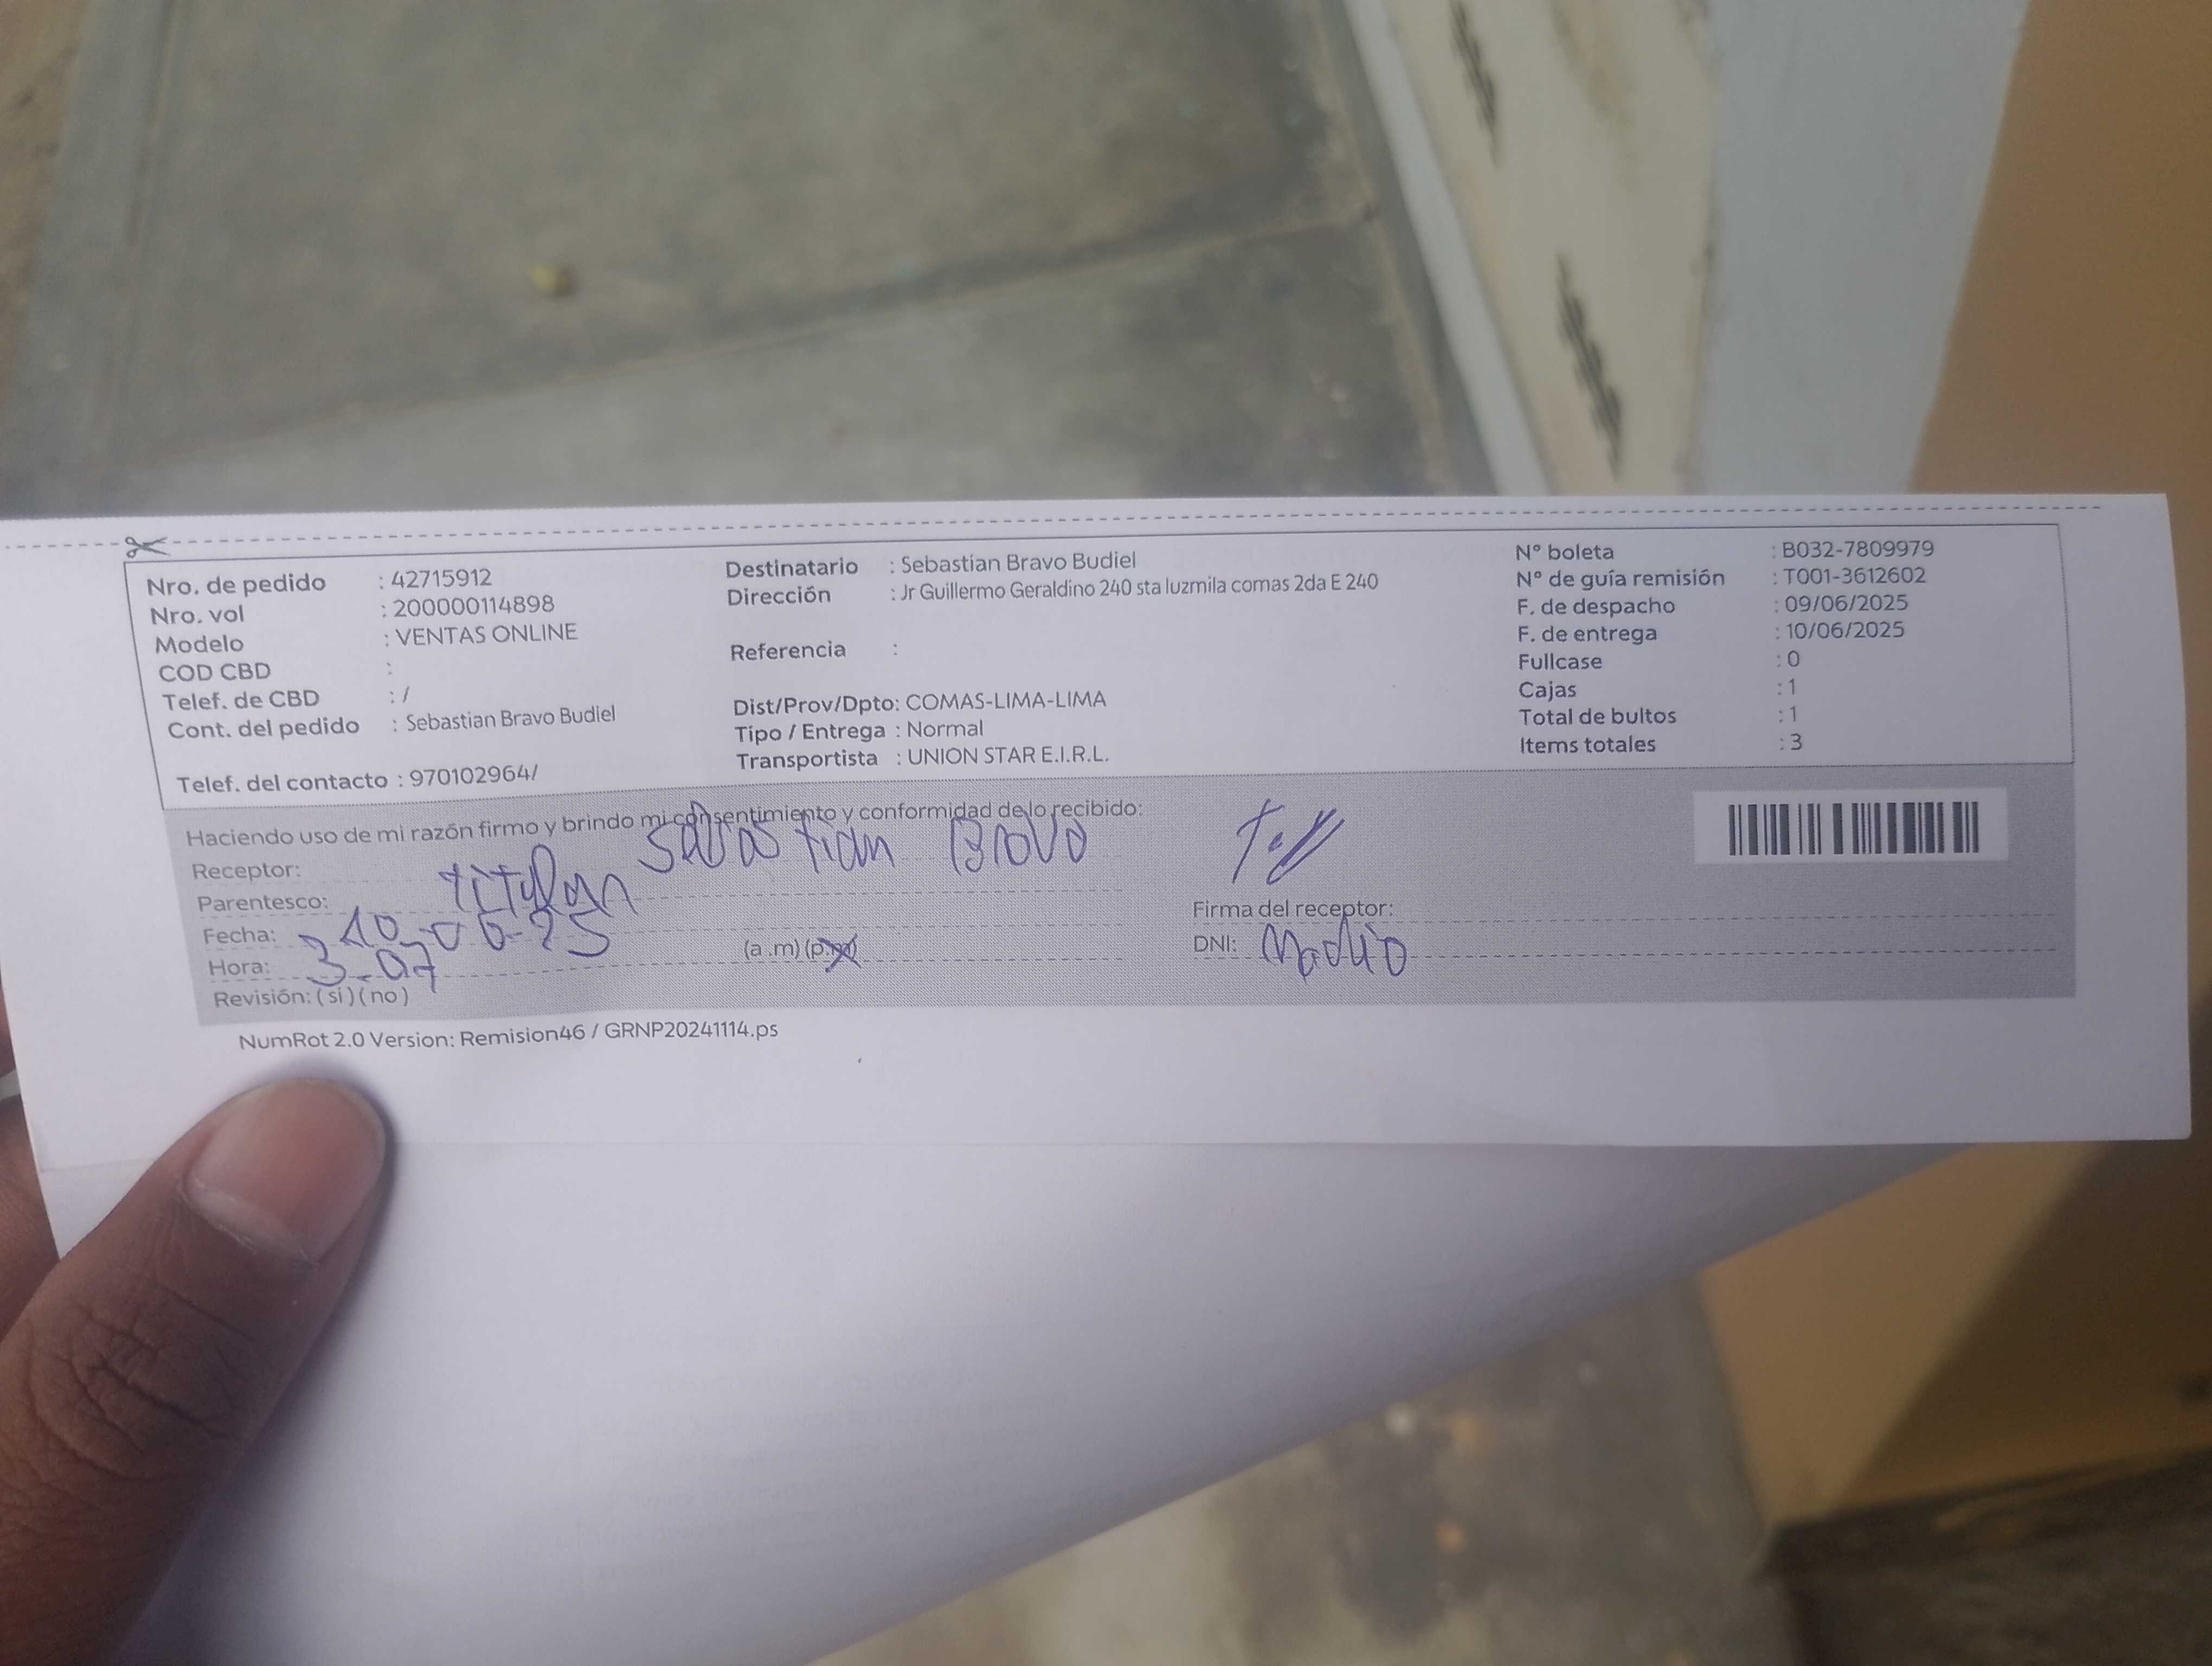 Nro. de pedido : 42715912
Nro. vol : 200000114898
Modelo : VENTAS ONLINE
COD CBD :
Telef. de CBD : /
Cont. del pedido : Sebastian Bravo Budiel
Telef. del contacto : 970102964/
Destinatario : Sebastian Bravo Budiel
Dirección : Jr Guillermo Geraldino 240 sta luzmila comas 2da E 240
Referencia :
Dist/Prov/Dpto: COMAS-LIMA-LIMA
Tipo / Entrega : Normal
Transportista : UNION STAR E.I.R.L.
N° boleta : B032-7809979
N° de guía remisión : T001-3612602
F. de despacho : 09/06/2025
F. de entrega : 10/06/2025
Fullcase : 0
Cajas : 1
Total de bultos : 1
Items totales : 3
Haciendo uso de mi razón firmo y brindo mi consentimiento y conformidad de lo recibido:
Receptor: Bravo
Parentesco: titular
Fecha: 10-06-25
Hora: 3-07 (a.m) (p.m)
Revisión: ( si ) ( no )
Firma del receptor:
DNI:
NumRot 2.0 Version: Remision46 / GRNP20241114.ps